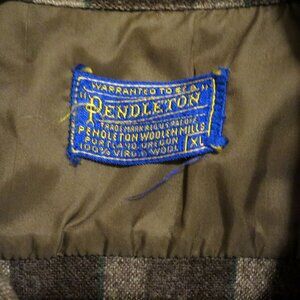 WARRANTED TO BE A
"PENDLETON"
TRADE MARK REG. U.S. PAT. OFF.
PENDLETON WOOLEN MILLS
PORTLAND, OREGON
100% VIRGIN WOOL
XL